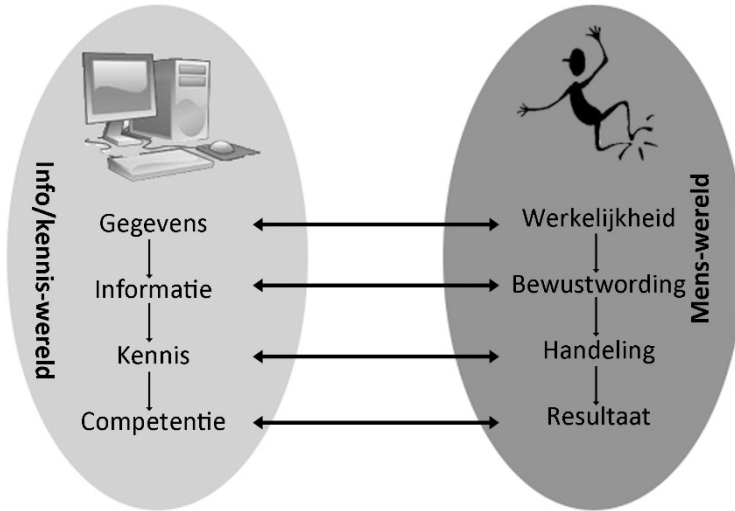 Info/kennis-wereld
Gegevens
Informatie
Kennis
Competentie
Werkelijkheid
Bewustwording
Handeling
Resultaat
Mens-wereld